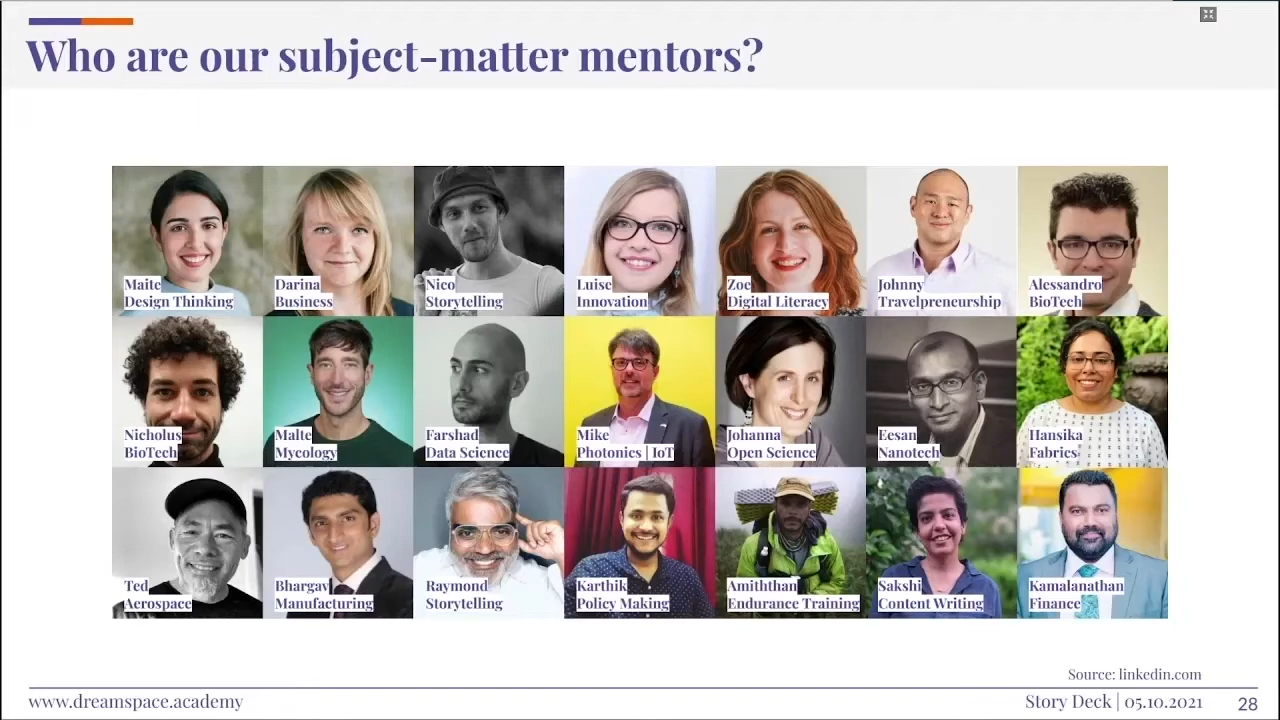 Who are our subject-matter mentors?
Maite
Design Thinking
Darina
Business
Nico
Storytelling
Luise
Innovation
Zoe
Digital Literacy
Johnny
Travelpreneurship
Alessandro
BioTech
Nicholus
BioTech
Malte
Mycology
Farshad
Data Science
Mike
Photonics | IoT
Johanna
Open Science
Eesan
Nanotech
Hansika
Fabrics
Ted
Aerospace
Bhargav
Manufacturing
Raymond
Storytelling
Karthik
Policy Making
Amiththan
Endurance Training
Sakshi
Content Writing
Kamalanathan
Finance
Source: linkedin.com
www.dreamspace.academy
Story Deck | 05.10.2021
28